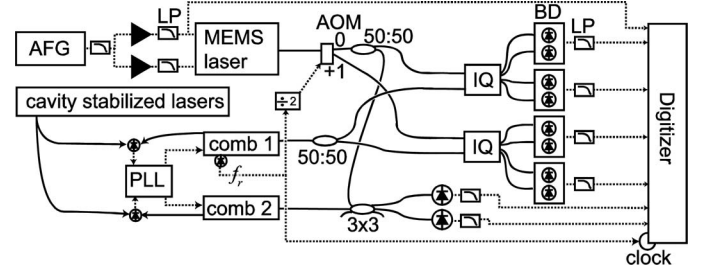 LP
AOM
BD
LP
AFG
MEMS
laser
0
50:50
+1
IQ
÷2
cavity stabilized lasers
comb 1
50:50
IQ
PLL
fr
comb 2
3x3
Digitizer
clock